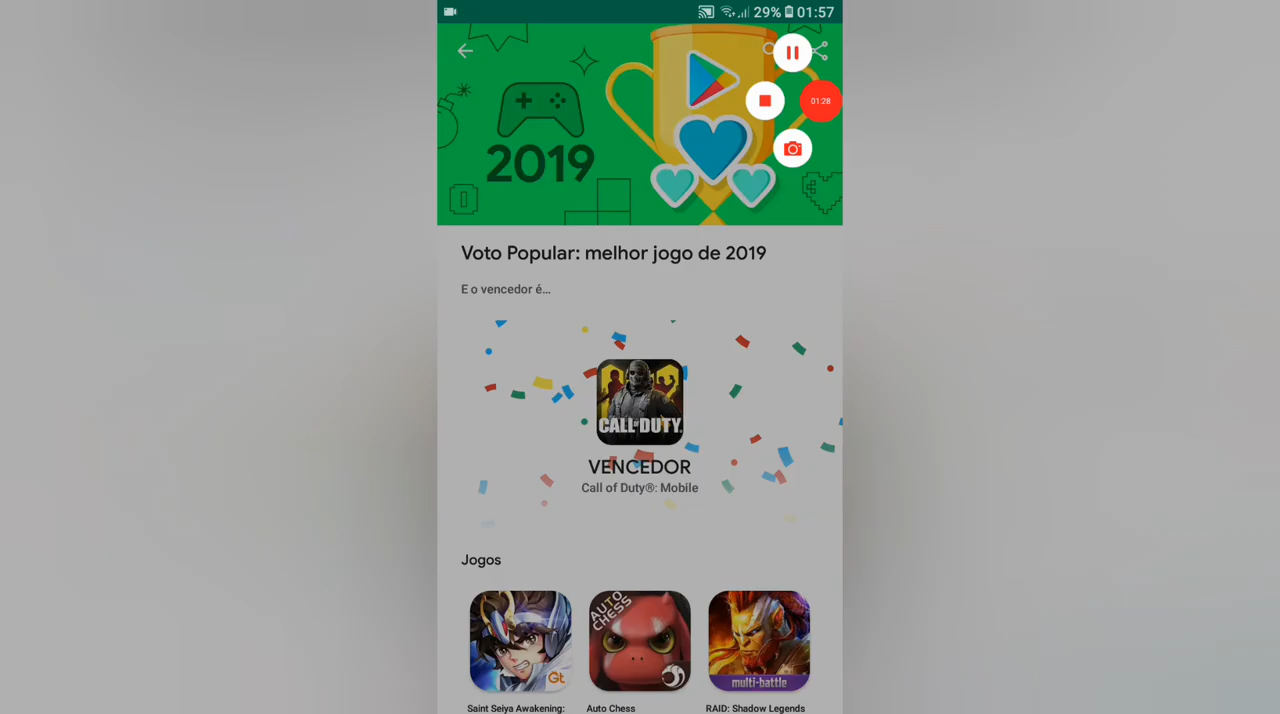 29% 01:57
01:28
2019
Voto Popular: melhor jogo de 2019
E o vencedor é...
CALL OF DUTY.
VENCEDOR
Call of Duty®: Mobile
Jogos
AUTO CHESS
Gt
multi-battle
Saint Seiya Awakening:
Auto Chess
RAID: Shadow Legends